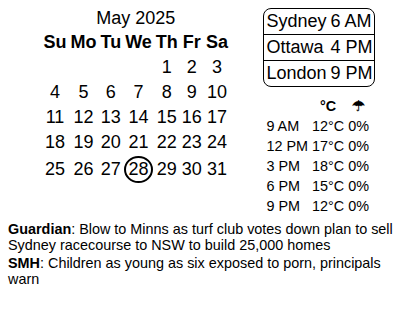 May 2025
Su Mo Tu We Th Fr Sa
1 2 3
4 5 6 7 8 9 10
11 12 13 14 15 16 17
18 19 20 21 22 23 24
25 26 27 28 29 30 31
Sydney 6 AM
Ottawa 4 PM
London 9 PM
°C ☂
9 AM 12°C 0%
12 PM 17°C 0%
3 PM 18°C 0%
6 PM 15°C 0%
9 PM 12°C 0%
Guardian: Blow to Minns as turf club votes down plan to sell
Sydney racecourse to NSW to build 25,000 homes
SMH: Children as young as six exposed to porn, principals
warn